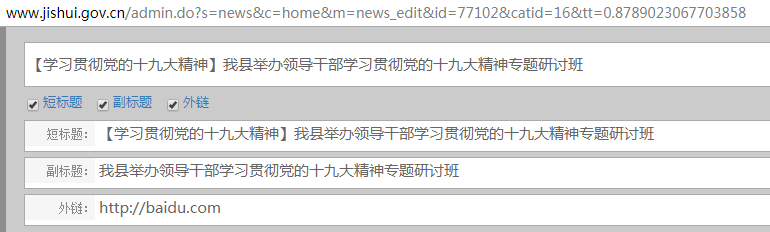 www.jishui.gov.cn/admin.do?s=news&c=home&m=news_edit&id=77102&catid=16&tt=0.8789023067703858
【学习贯彻党的十九大精神】我县举办领导干部学习贯彻党的十九大精神专题研讨班
短标题 副标题 外链
短标题: 【学习贯彻党的十九大精神】我县举办领导干部学习贯彻党的十九大精神专题研讨班
副标题: 我县举办领导干部学习贯彻党的十九大精神专题研讨班
外链: http://baidu.com